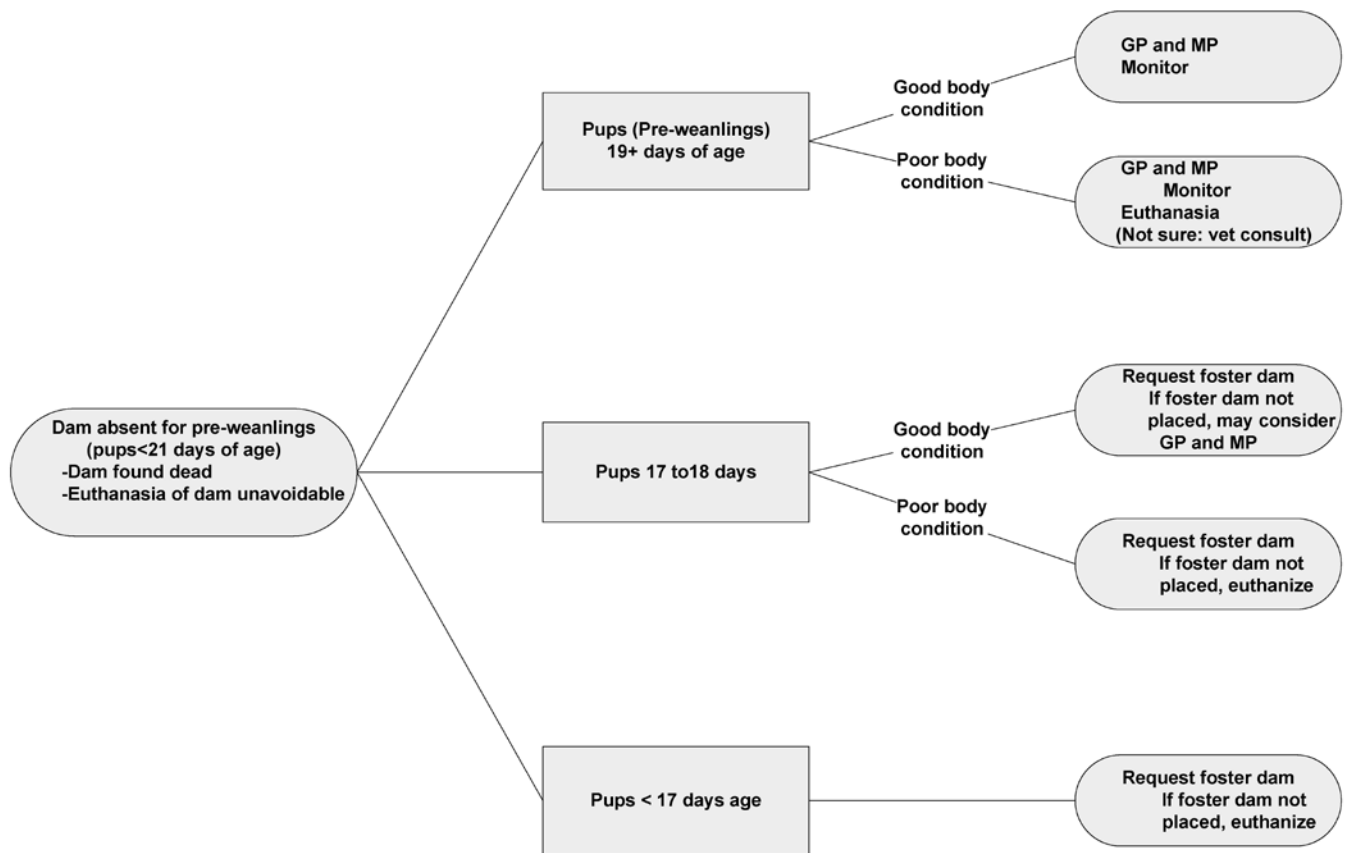 Dam absent for pre-weanlings
(pups<21 days of age)
-Dam found dead
-Euthanasia of dam unavoidable
Pups (Pre-weanlings)
19+ days of age
Good body
condition
GP and MP
Monitor
Poor body
condition
GP and MP
Monitor
Euthanasia
(Not sure: vet consult)
Pups 17 to18 days
Good body
condition
Request foster dam
If foster dam not
placed, may consider
GP and MP
Poor body
condition
Request foster dam
If foster dam not
placed, euthanize
Pups < 17 days age
Request foster dam
If foster dam not
placed, euthanize